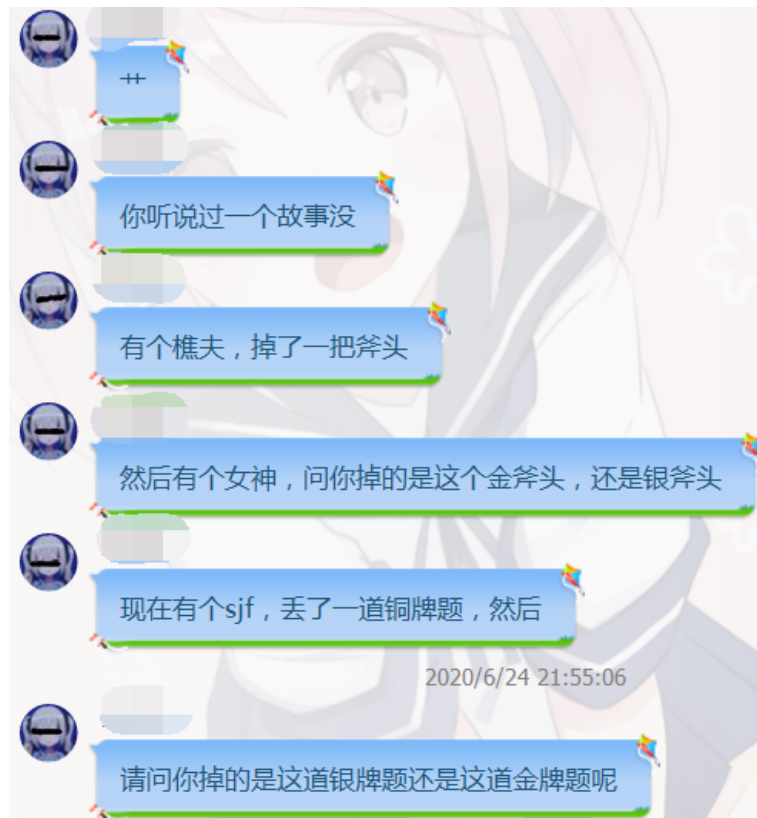 艹
你听说过一个故事没
有个樵夫，掉了一把斧头
然后有个女神，问你掉的是这个金斧头，还是银斧头
现在有个sjf，丢了一道铜牌题，然后
2020/6/24 21:55:06
请问你掉的是这道银牌题还是这道金牌题呢